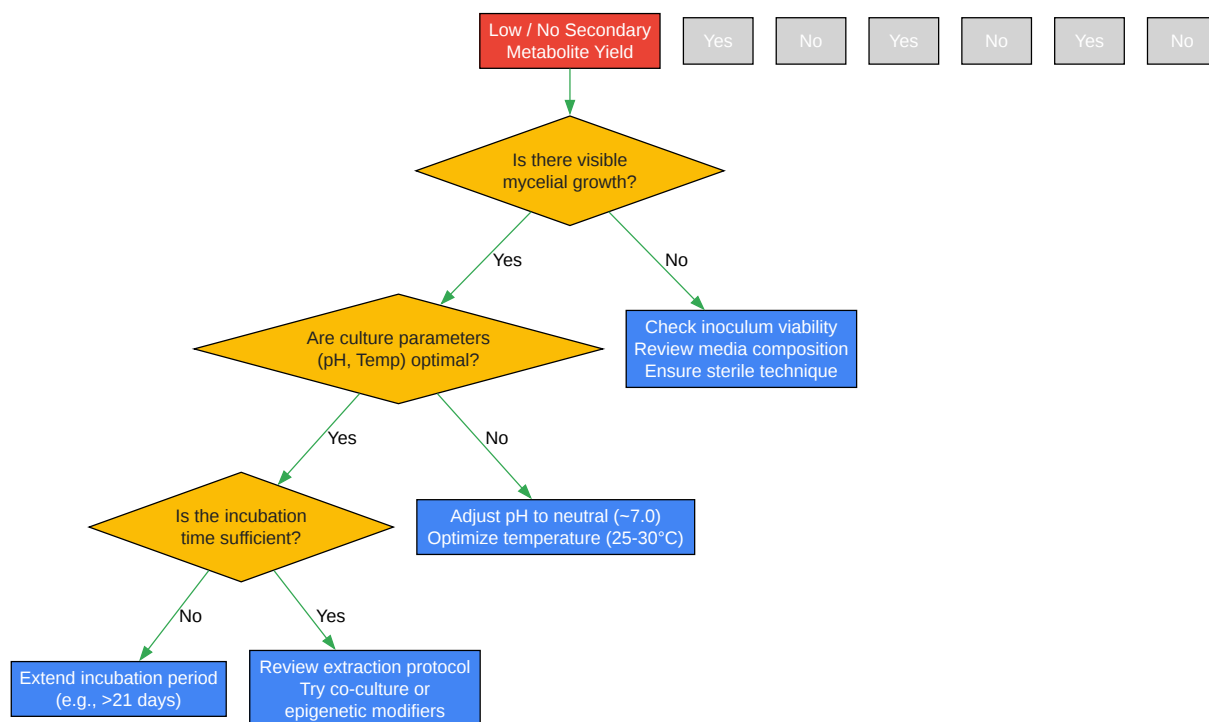 Low / No Secondary
Metabolite Yield
Yes
No
Yes
No
Yes
No
Is there visible
mycelial growth?
Yes
No
Are culture parameters
(pH, Temp) optimal?
Check inoculum viability
Review media composition
Ensure sterile technique
Yes
No
Is the incubation
time sufficient?
Adjust pH to neutral (~7.0)
Optimize temperature (25-30°C)
No
Yes
Extend incubation period
(e.g., >21 days)
Review extraction protocol
Try co-culture or
epigenetic modifiers